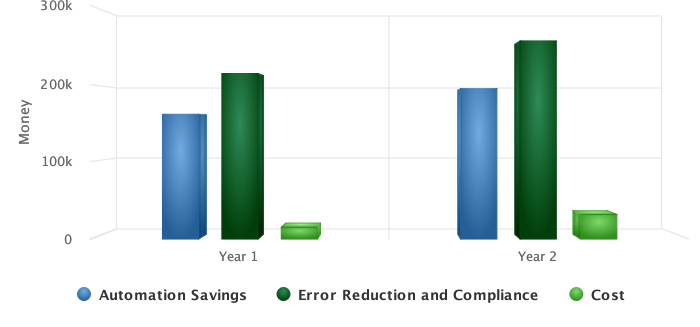 300k
200k
100k
0
Money
Year 1
Year 2
Automation Savings
Error Reduction and Compliance
Cost